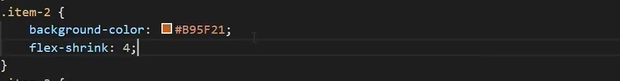 .item-2 {
background-color: #B95F21;
flex-shrink: 4;
}